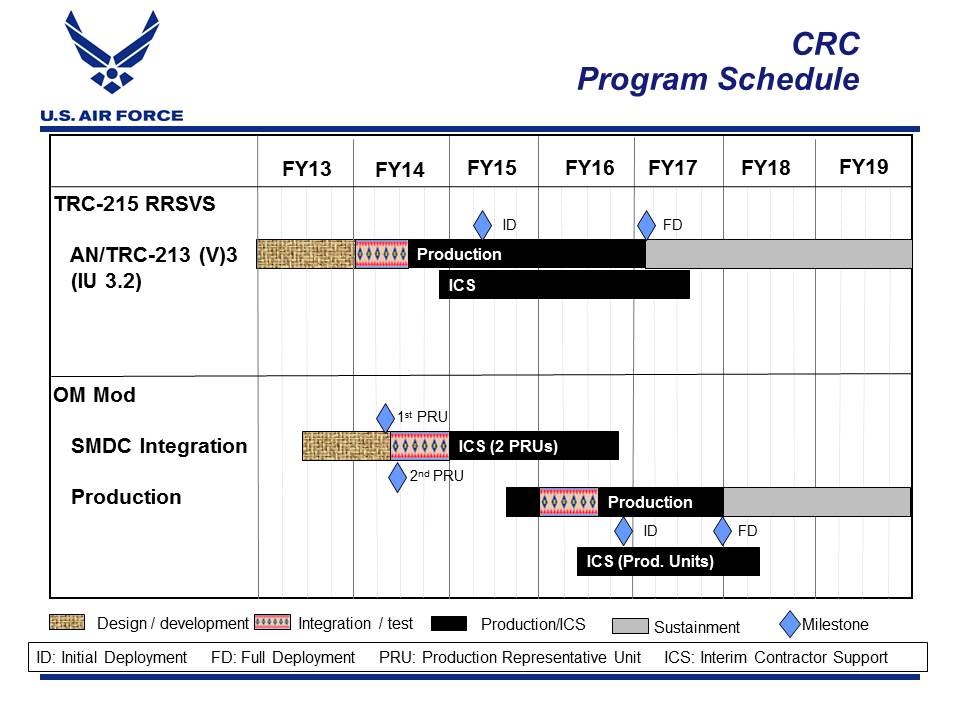 CRC
Program Schedule
U.S. AIR FORCE
FY13 FY14 FY15 FY16 FY17 FY18 FY19
TRC-215 RRSVS
ID FD
AN/TRC-213 (V)3
Production
(IU 3.2)
ICS
OM Mod
1st PRU
SMDC Integration
ICS (2 PRUs)
2nd PRU
Production
Production
ID FD
ICS (Prod. Units)
Design / development Integration / test Production/ICS Sustainment Milestone
ID: Initial Deployment FD: Full Deployment PRU: Production Representative Unit ICS: Interim Contractor Support